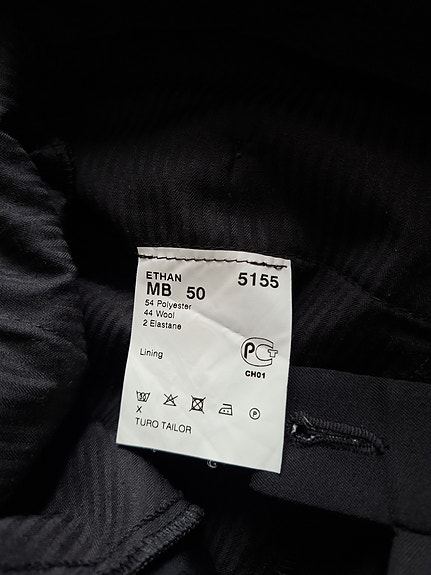 ETHAN 5155
MB 50
54 Polyester
44 Wool
2 Elastane
Lining
PCT
CH01
P
X
TURO TAILOR